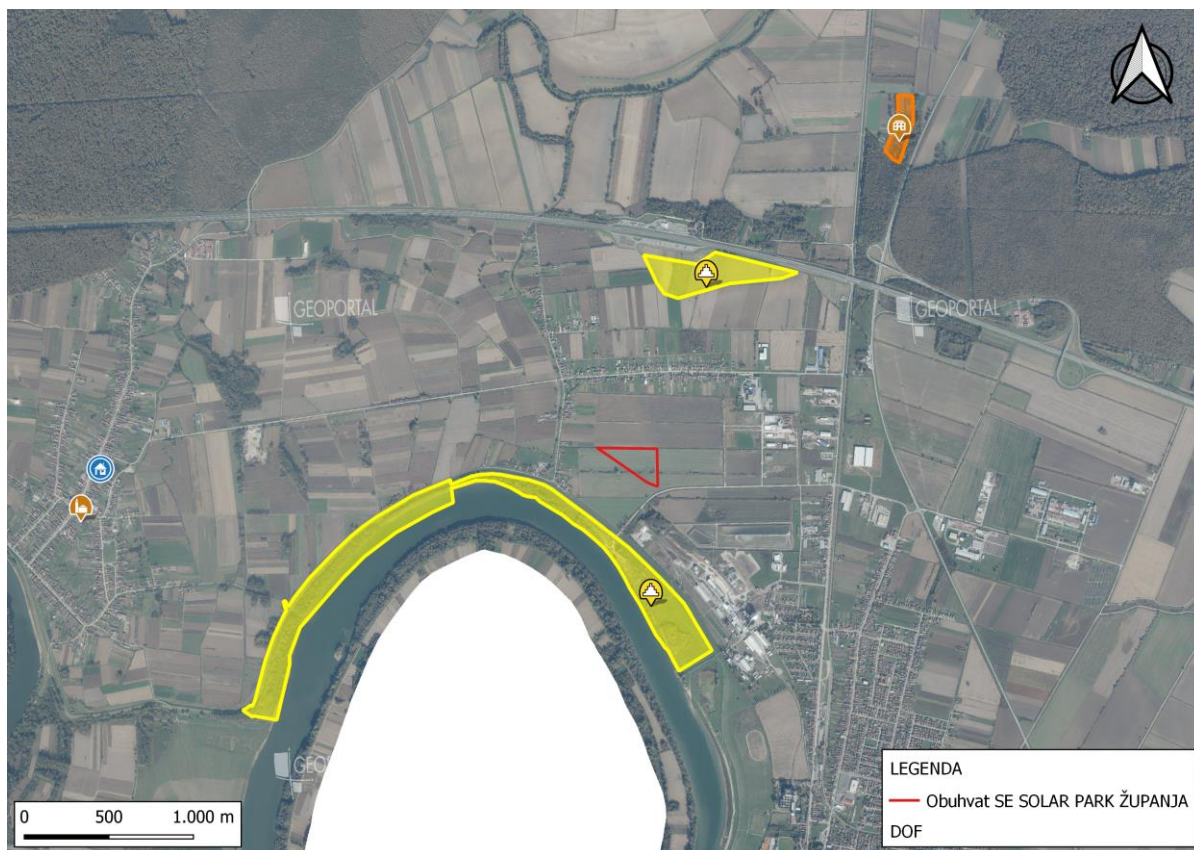 GEOPORTAL
GEOPORTAL
GEOPORTAL
LEGENDA
Obuhvat SE SOLAR PARK ŽUPANJA
DOF
0 500 1.000 m